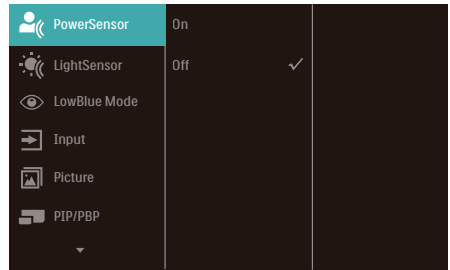 PowerSensor
On
LightSensor
Off
LowBlue Mode
Input
Picture
PIP/PBP